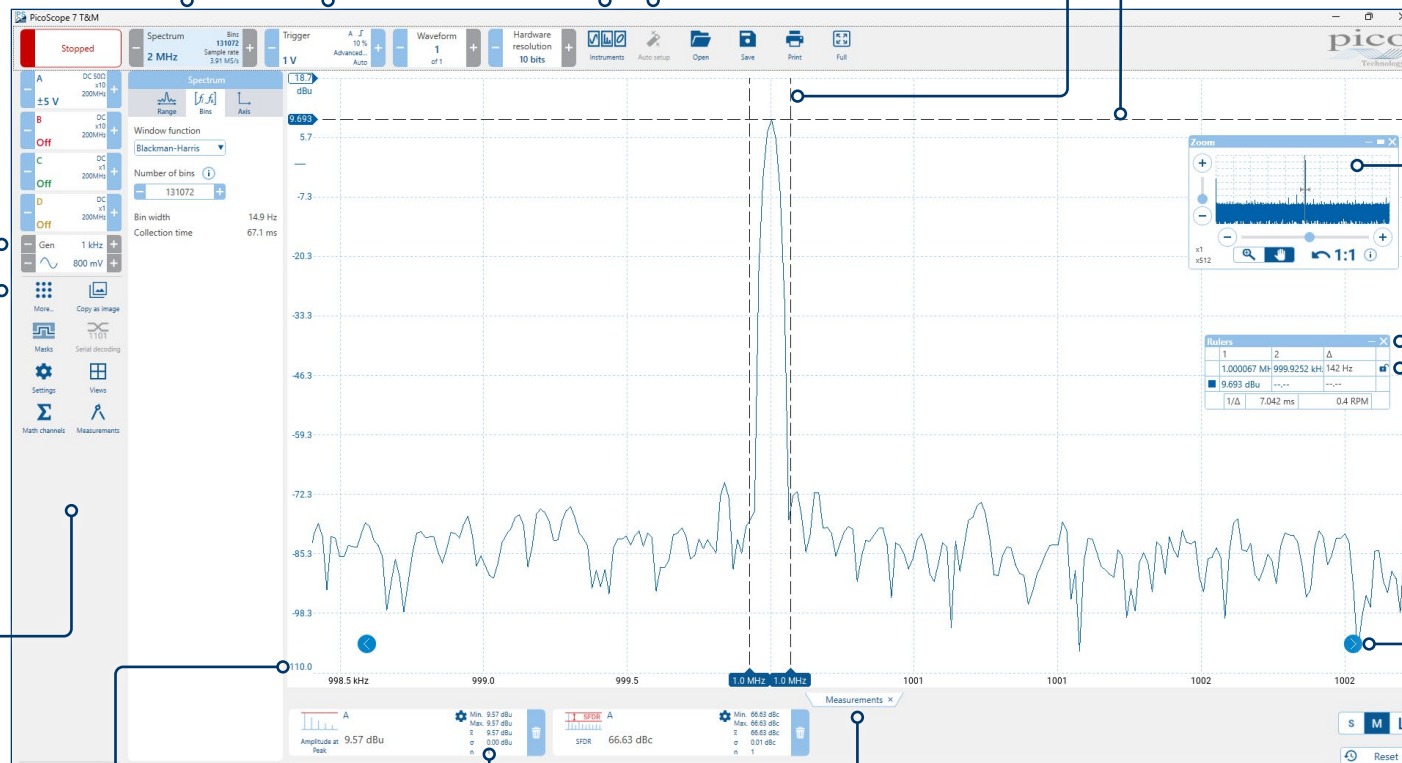 PicoScope 7 T&M
Stopped
Spectrum
2 MHz
Bins
131072
Sample rate
3.91 MS/s
Trigger
1 V
A
10 %
Advanced...
Auto
Waveform
1
of 1
Hardware
resolution
10 bits
Instruments
Auto setup
Open
Save
Print
Full
pico
Technology
A
±5 V
DC 50Ω
x10
200MHz
B
Off
DC
x10
200MHz
C
Off
DC
x1
200MHz
D
Off
DC
x1
200MHz
Gen 1 kHz
800 mV
More...
Copy as image
Masks
1101
Serial decoding
Settings
Views
Math channels
Measurements
Spectrum
Range
Bins
Axis
Window function
Blackman-Harris
Number of bins
131072
Bin width 14.9 Hz
Collection time 67.1 ms
18.7
dBu
9.693
5.7
-7.3
-20.3
-33.3
-46.3
-59.3
-72.3
-85.3
-98.3
-110.0
998.5 kHz 999.0 999.5 1.0 MHz 1.0 MHz 1001 1001 1002 1002
Zoom
x1
x512
1:1
Rulers
1 2 Δ
1.000067 MH 999.9252 kH: 142 Hz
9.693 dBu --.-- --.--
1/Δ 7.042 ms 0.4 RPM
Measurements ×
A
Amplitude at
Peak
9.57 dBu
Min. 9.57 dBu
Max. 9.57 dBu
x̄ 9.57 dBu
σ 0.00 dBu
n
SFDR A
SFDR
66.63 dBc
Min. 66.63 dBc
Max. 66.63 dBc
x̄ 66.63 dBc
σ 0.01 dBc
n 1
S M L
Reset